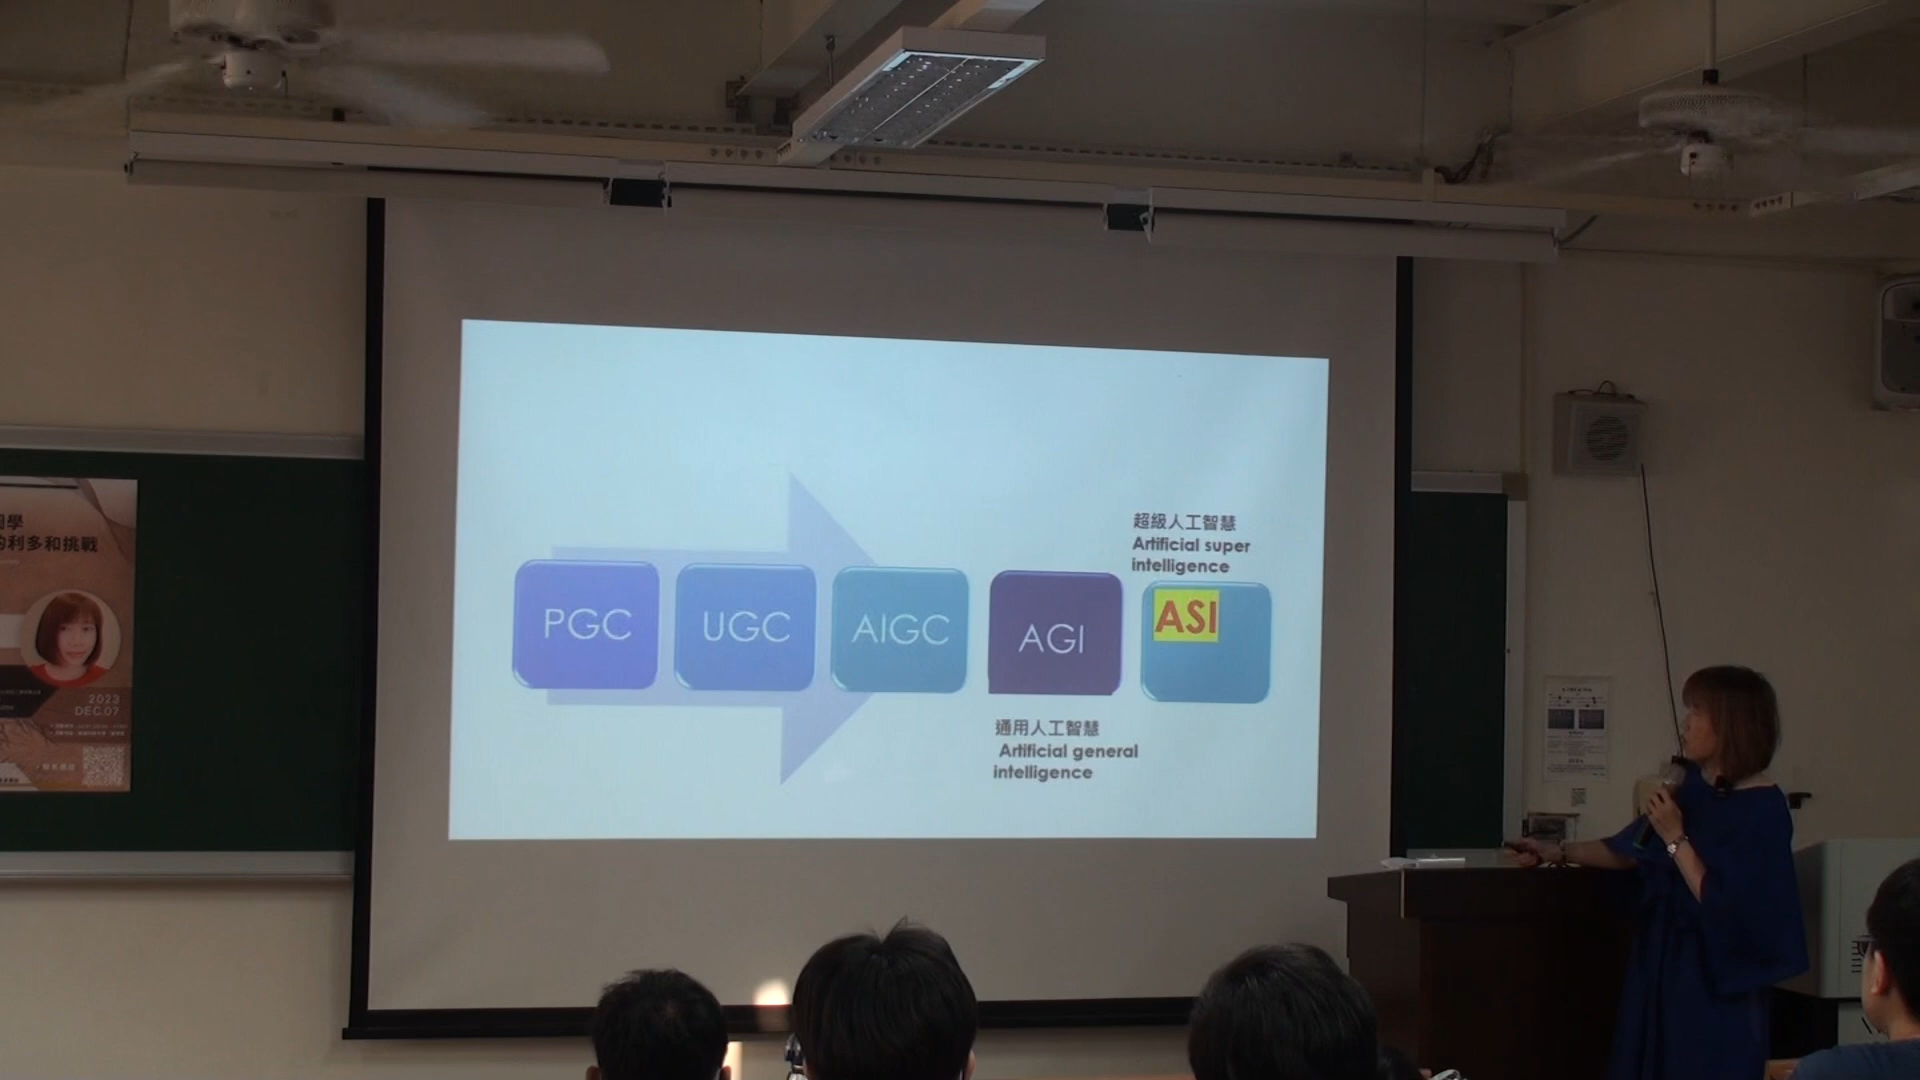 的利多和挑戰
2023
DEC.07
PGC
UGC
AIGC
AGI
超級人工智慧
Artificial super
intelligence
ASI
通用人工智慧
Artificial general
intelligence